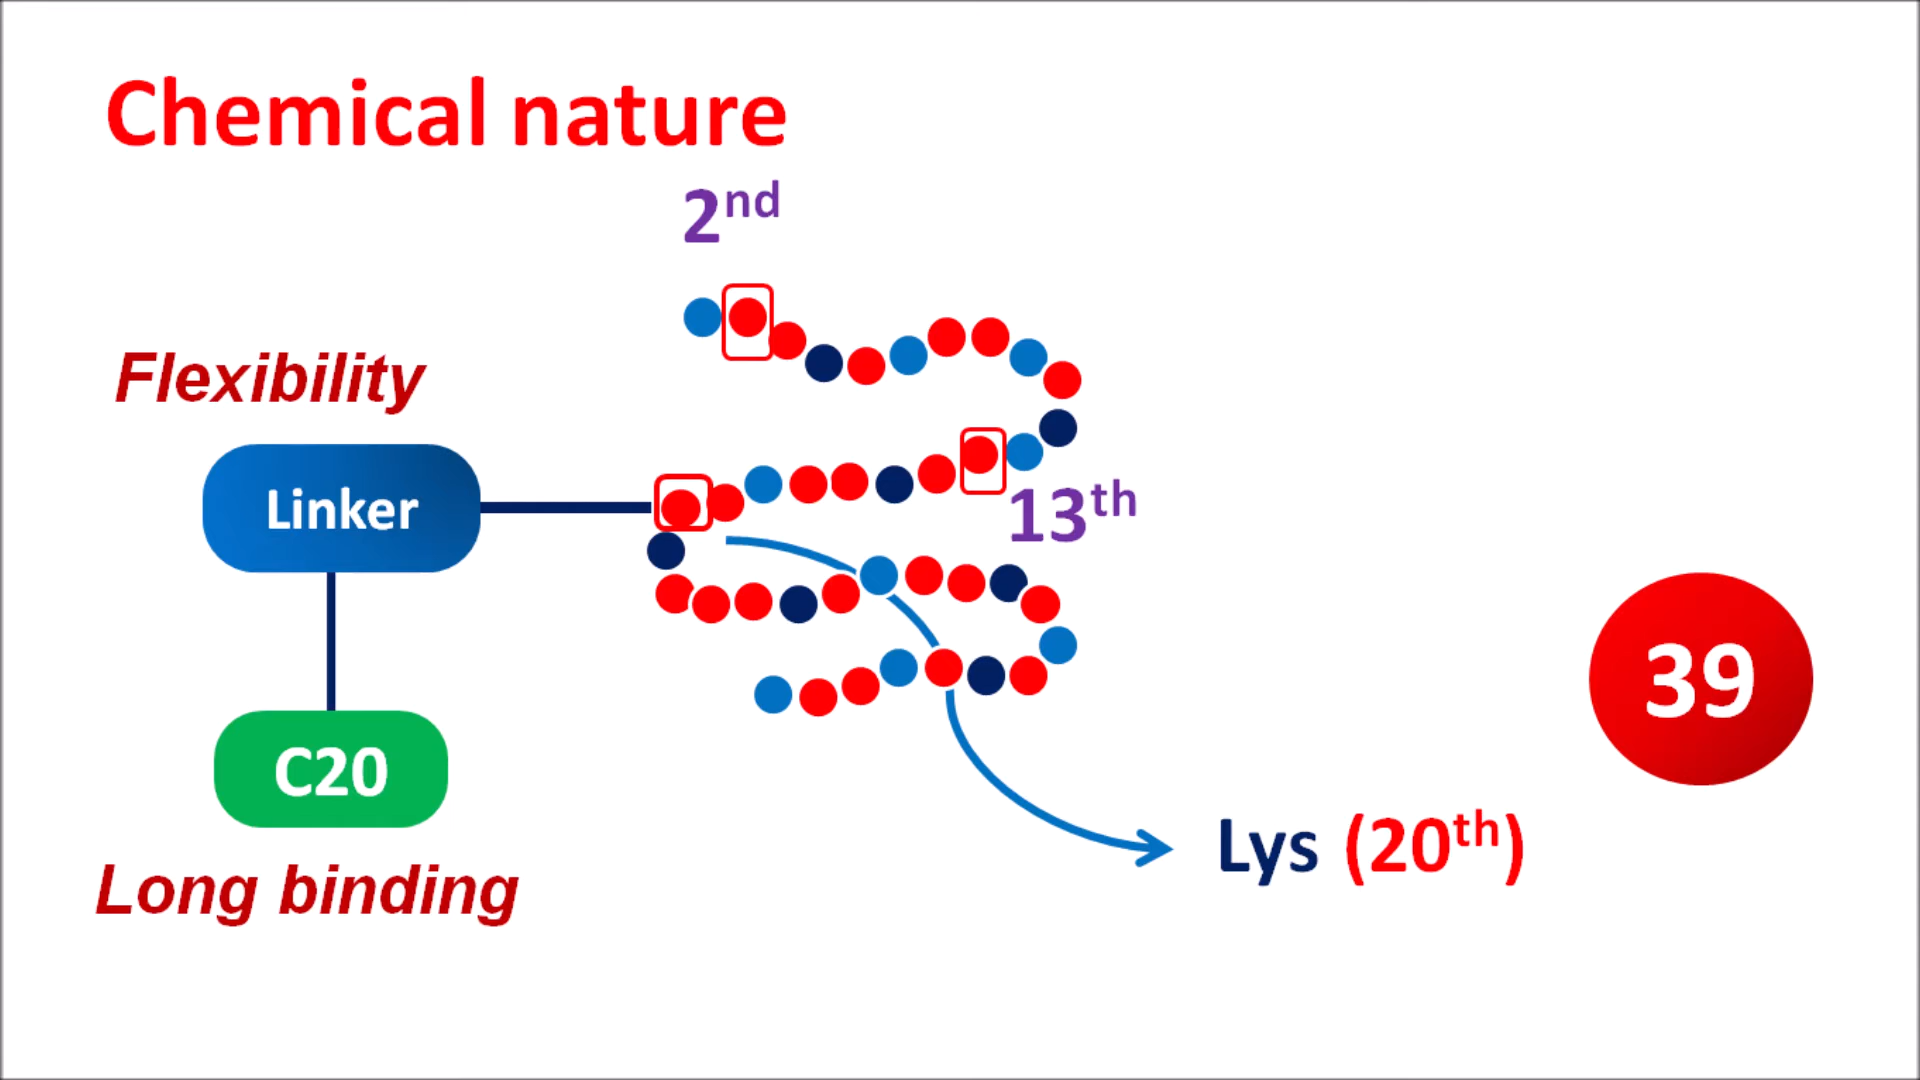 Chemical nature
2nd
Flexibility
Linker
13th
39
C20
Lys (20th)
Long binding